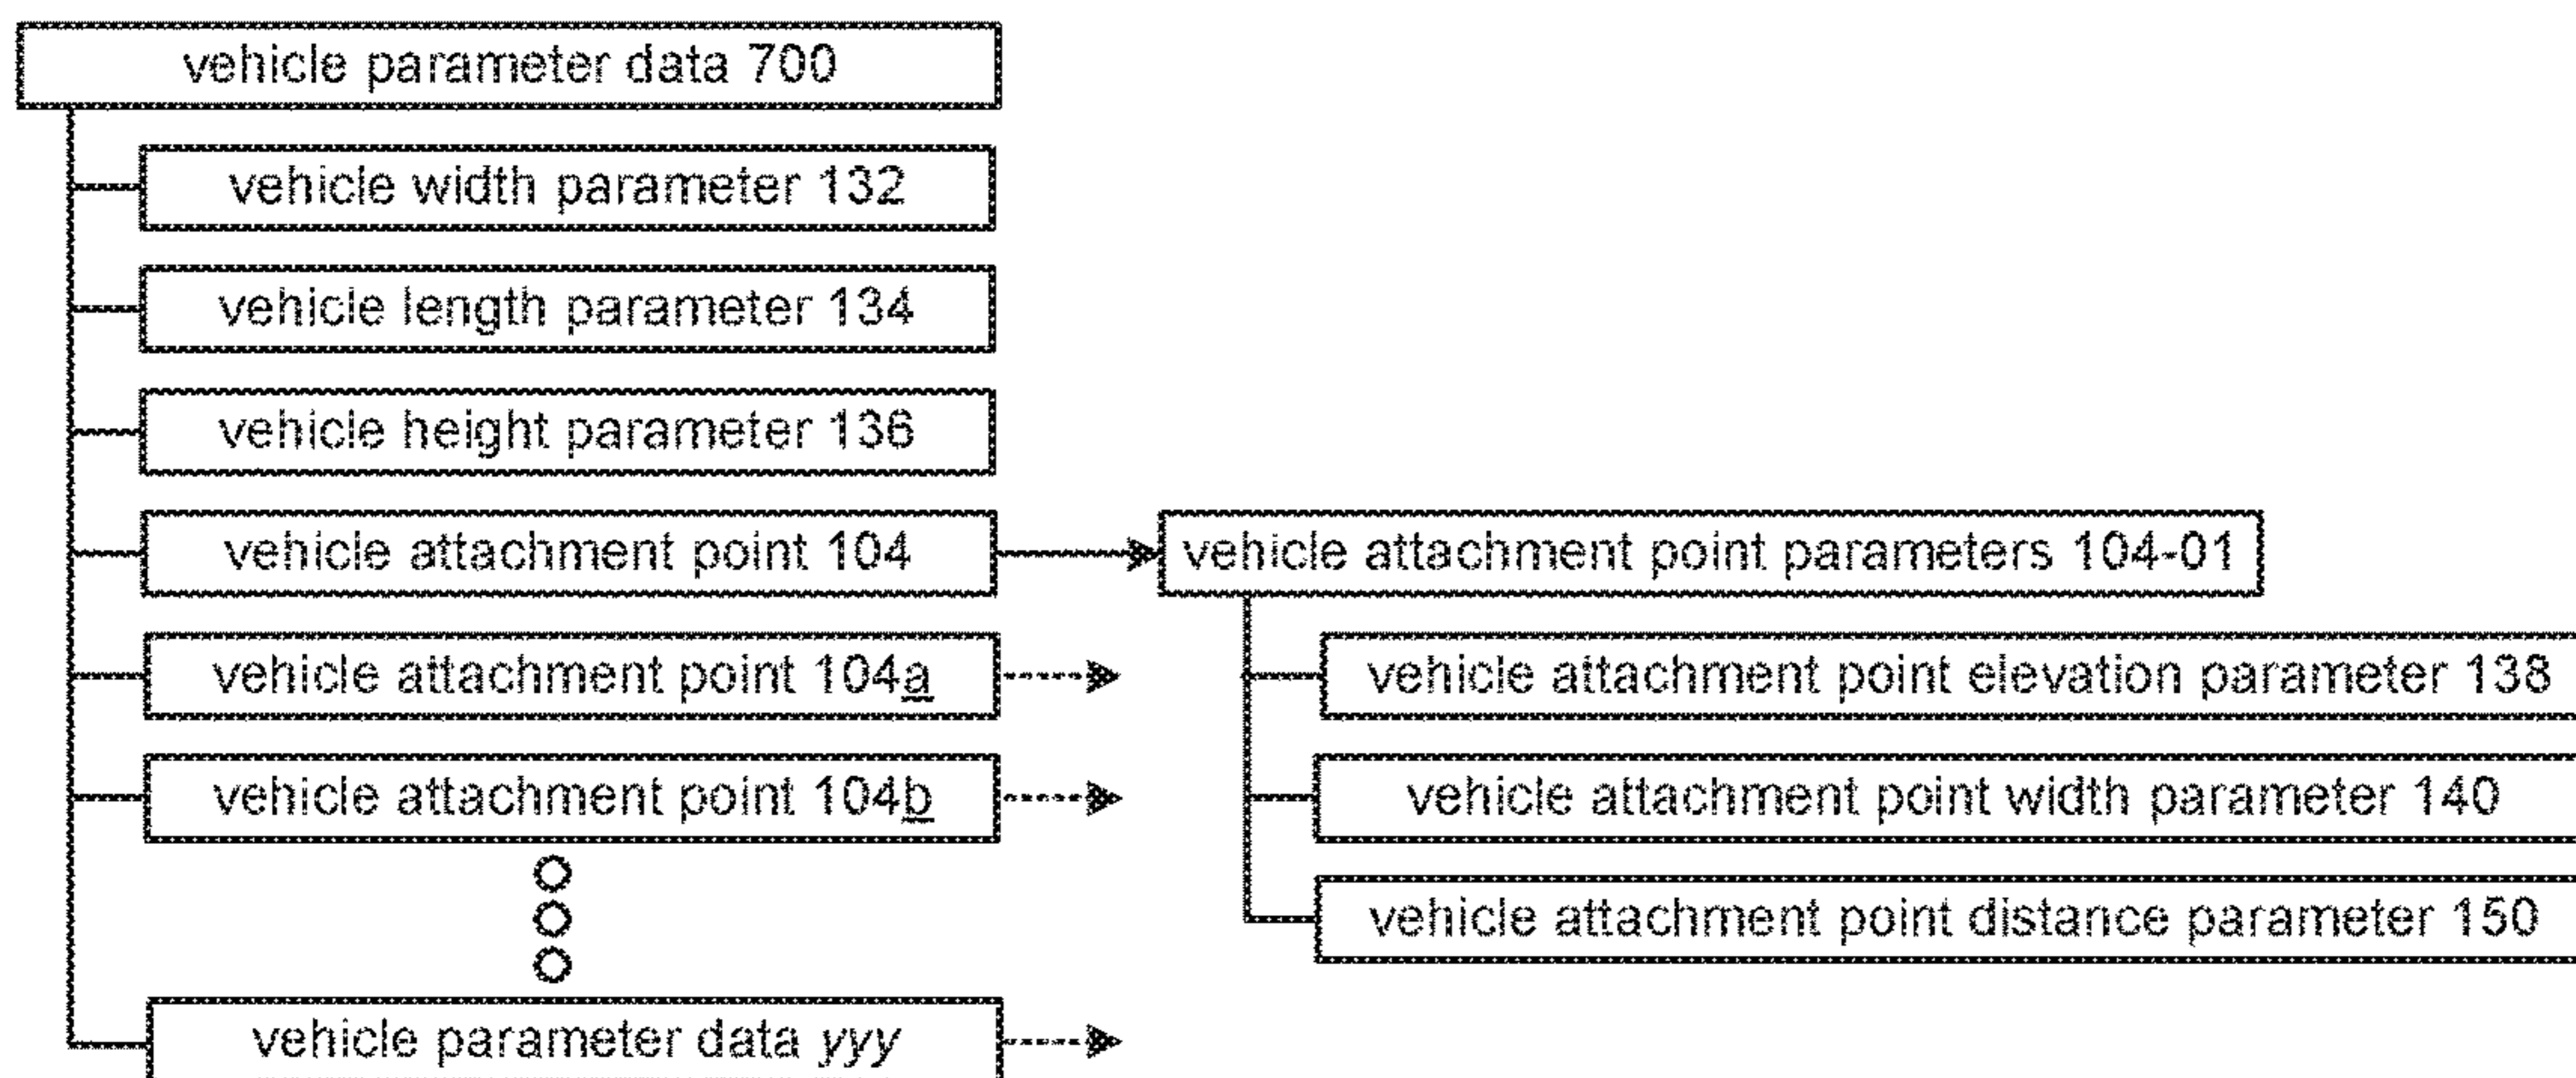 vehicle parameter data 700
vehicle width parameter 132
vehicle length parameter 134
vehicle height parameter 136
vehicle attachment point 104
vehicle attachment point parameters 104-01
vehicle attachment point 104a
vehicle attachment point elevation parameter 138
vehicle attachment point 104b
vehicle attachment point width parameter 140
vehicle attachment point distance parameter 150
vehicle parameter data yyy